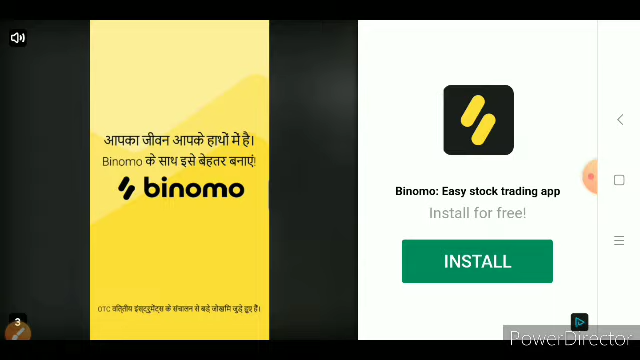 आपका जीवन आपके हाथों में है।
Binomo के साथ इसे बेहतर बनाएं!
binomo
OTC वित्तीय इंस्ट्रूमेंट्स के संचालन से बड़े जोखिम जुड़े हुए हैं।
3
Binomo: Easy stock trading app
Install for free!
INSTALL
PowerDirector